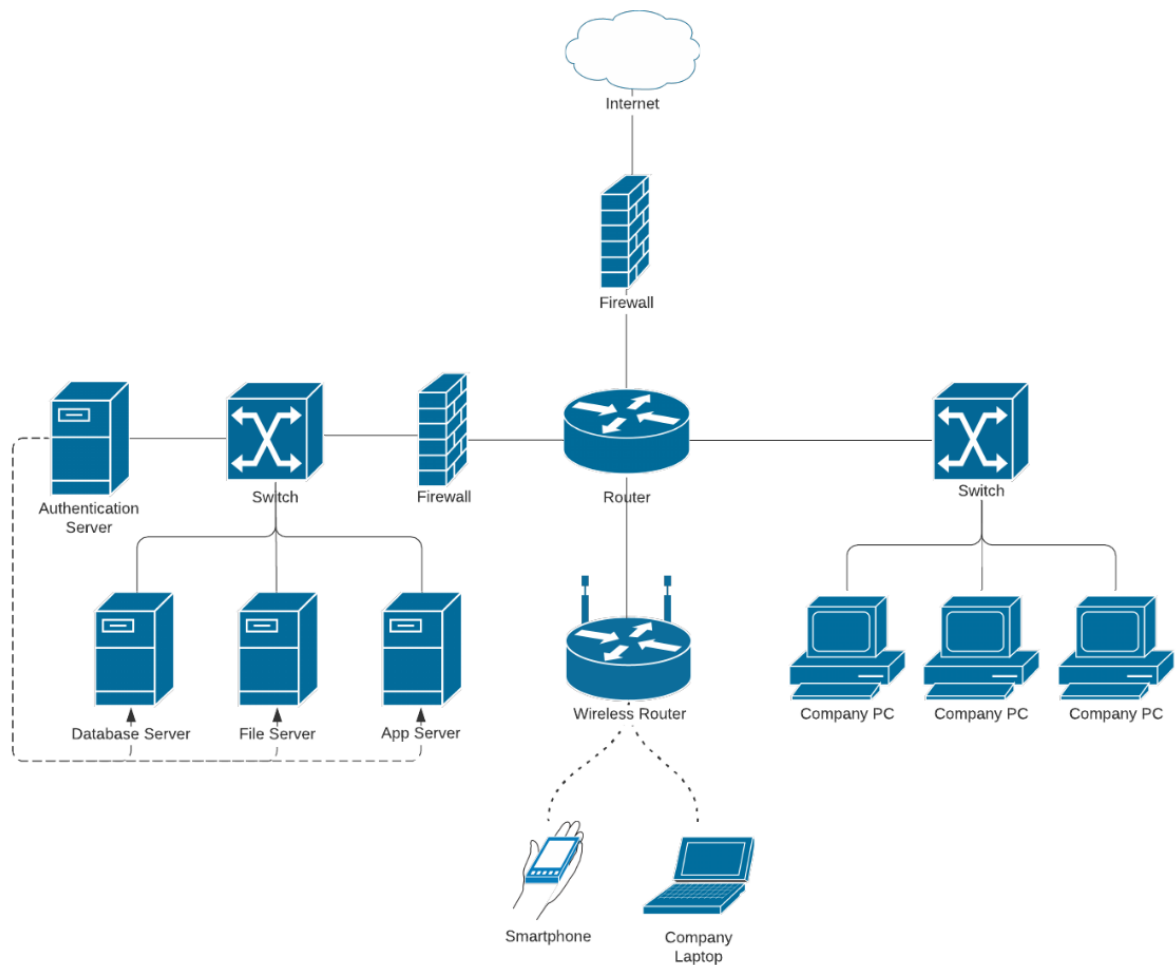 Internet
Firewall
Authentication
Server
Switch
Firewall
Router
Switch
Database Server
File Server
App Server
Wireless Router
Company PC
Company PC
Company PC
Smartphone
Company
Laptop